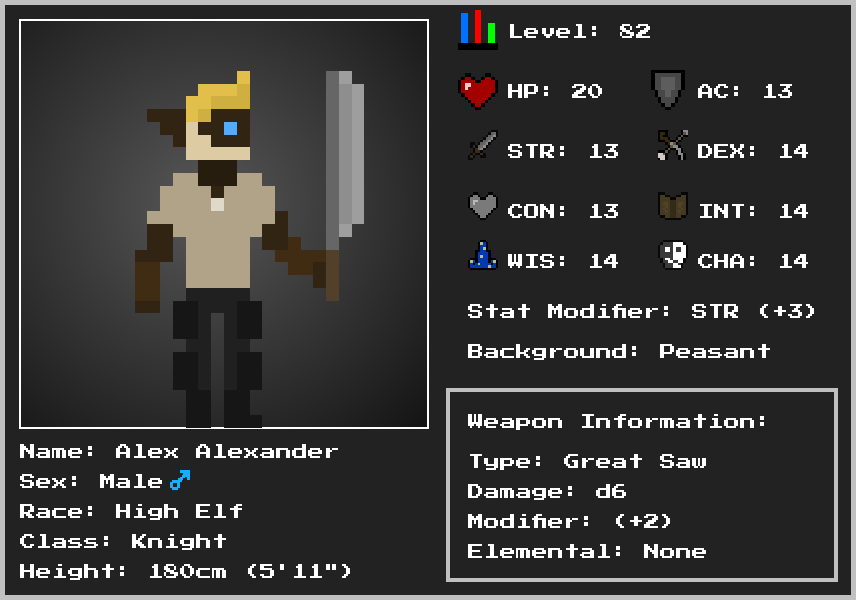 Level: 82
HP: 20
AC: 13
STR: 13
DEX: 14
CON: 13
INT: 14
WIS: 14
CHA: 14
Stat Modifier: STR (+3)
Background: Peasant
Weapon Information:
Type: Great Saw
Damage: d6
Modifier: (+2)
Elemental: None
Name: Alex Alexander
Sex: Male ♂
Race: High Elf
Class: Knight
Height: 180cm (5'11")